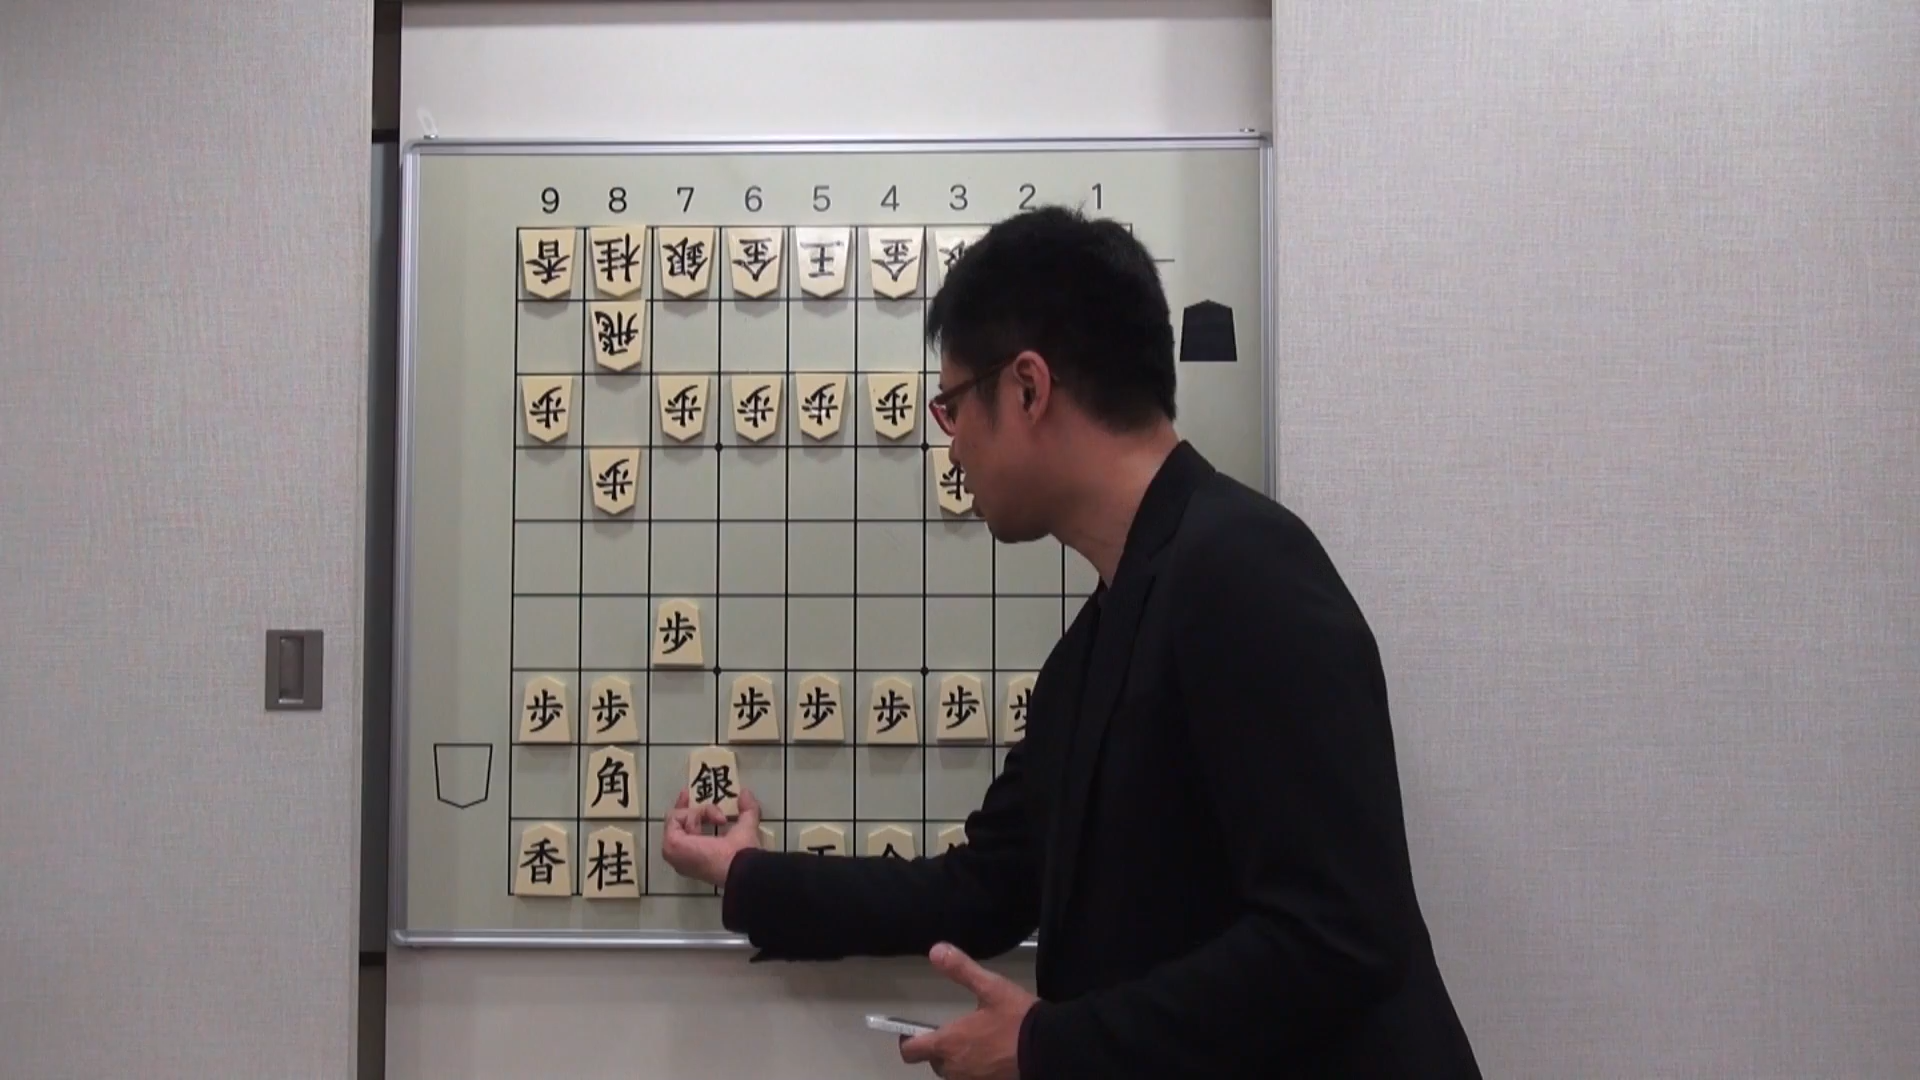 9 8 7 6 5 4 3 2 1
香 桂 銀 金 王 金
飛
歩 歩 歩 歩 歩
歩 歩
歩
歩 歩 歩 歩 歩 歩 歩
角 銀
香 桂